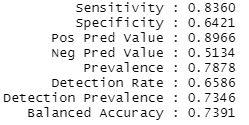 Sensitivity : 0.8360
Specificity : 0.6421
Pos Pred Value : 0.8966
Neg Pred Value : 0.5134
Prevalence : 0.7878
Detection Rate : 0.6586
Detection Prevalence : 0.7346
Balanced Accuracy : 0.7391